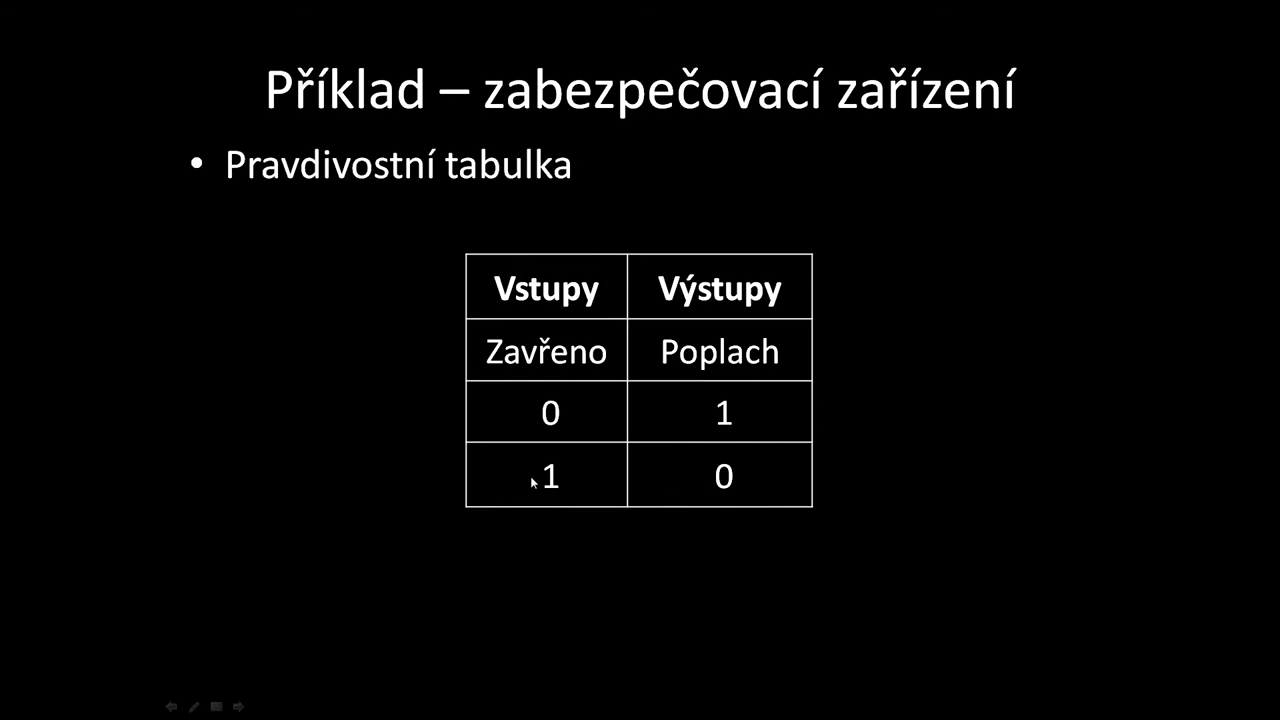 Příklad – zabezpečovací zařízení
• Pravdivostní tabulka
Vstupy Výstupy
Zavřeno Poplach
0 1
1 0